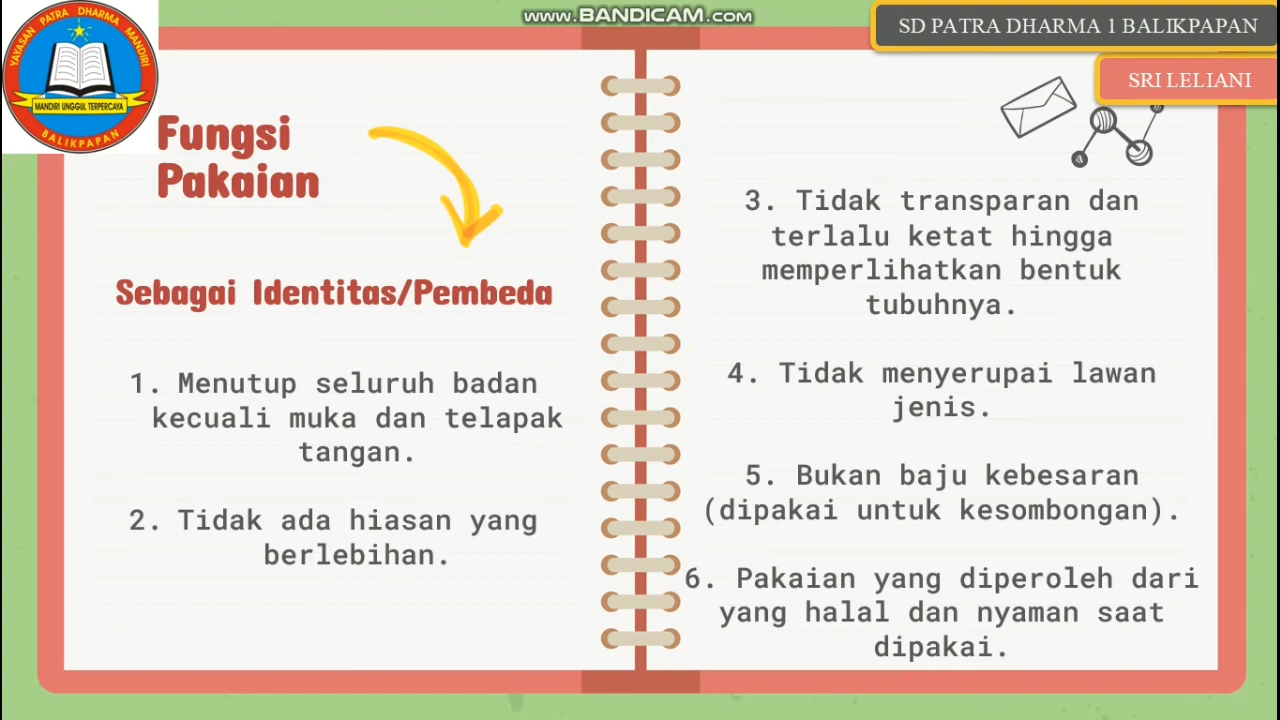 www.BANDICAM.com
SD PATRA DHARMA 1 BALIKPAPAN
SRI LELIANI
YAYASAN PATRA DHARMA MANDIRI
MANDIRI UNGGUL TERPERCAYA
BALIKPAPAN
Fungsi
Pakaian
Sebagai Identitas/Pembeda
1. Menutup seluruh badan
kecuali muka dan telapak
tangan.
2. Tidak ada hiasan yang
berlebihan.
3. Tidak transparan dan
terlalu ketat hingga
memperlihatkan bentuk
tubuhnya.
4. Tidak menyerupai lawan
jenis.
5. Bukan baju kebesaran
(dipakai untuk kesombongan).
6. Pakaian yang diperoleh dari
yang halal dan nyaman saat
dipakai.